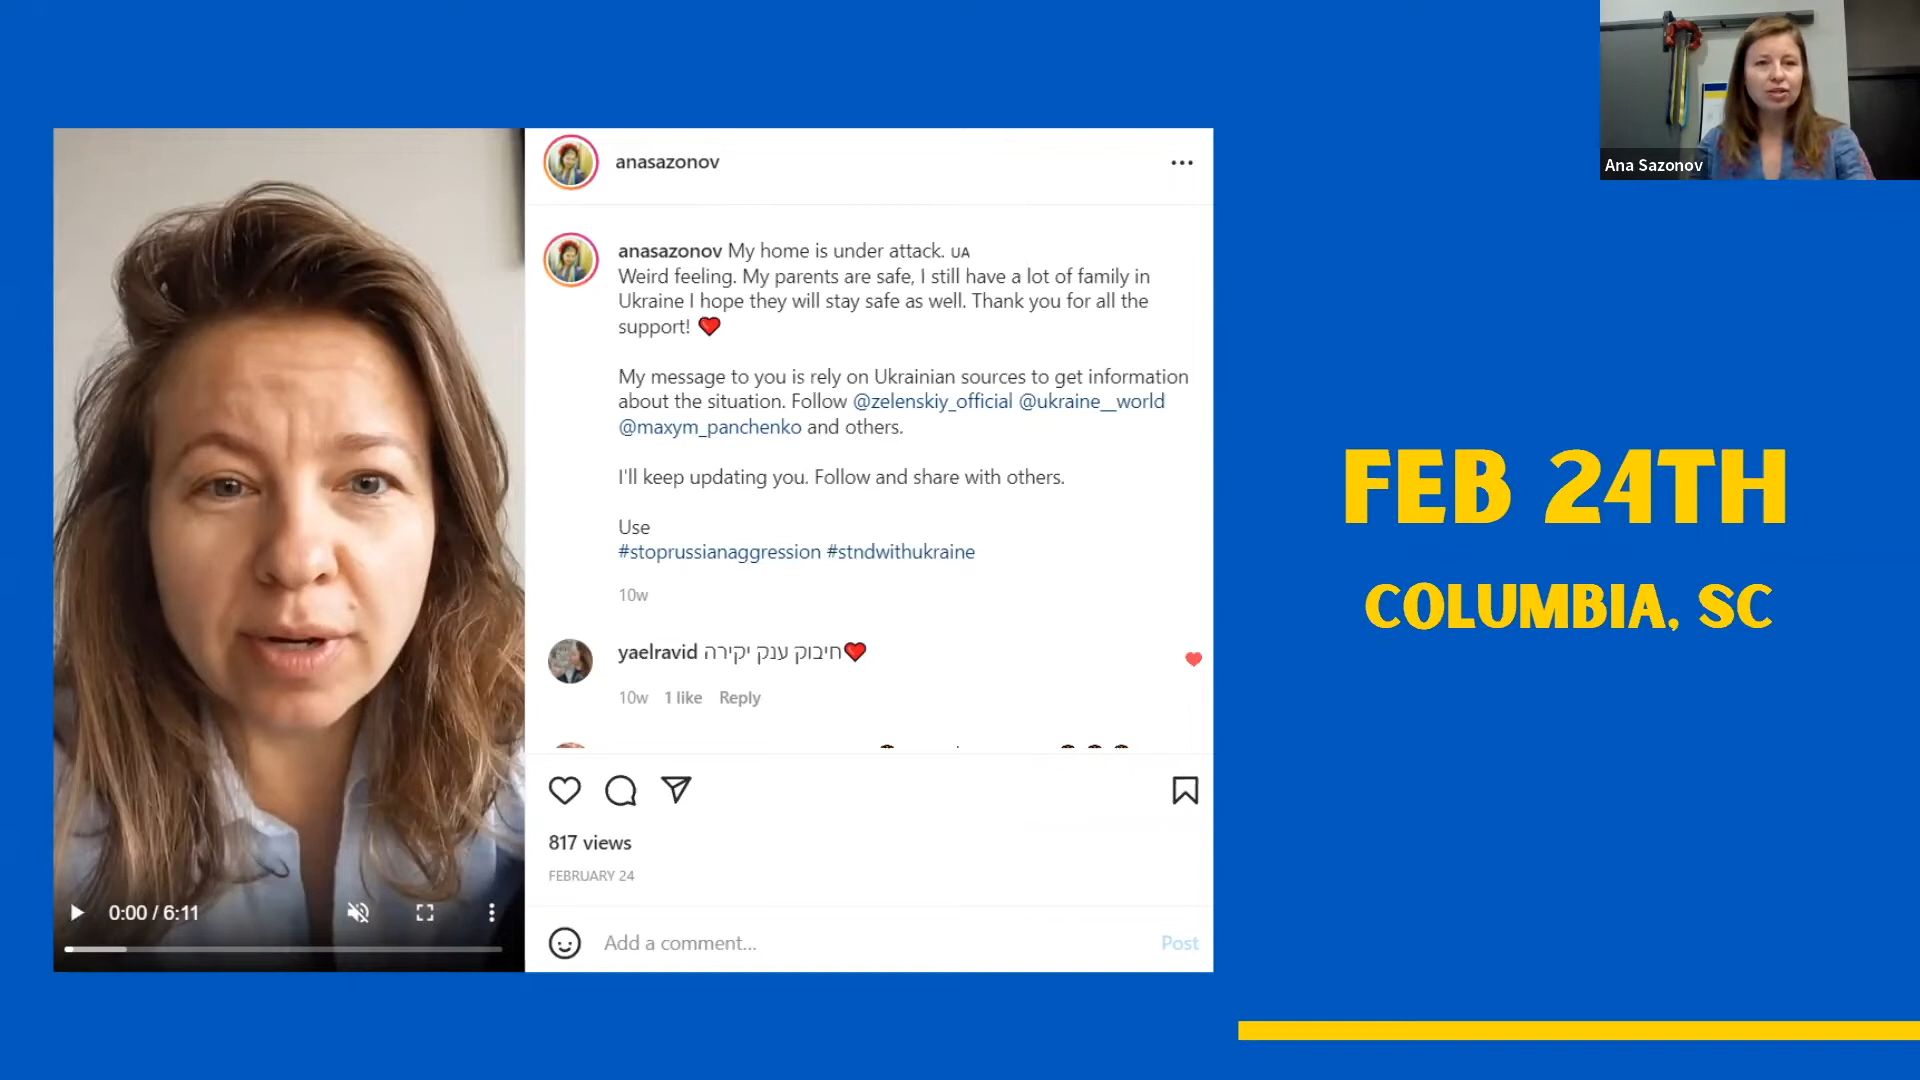 Ana Sazonov
anasazonov
anasazonov My home is under attack. UA
Weird feeling. My parents are safe, I still have a lot of family in
Ukraine I hope they will stay safe as well. Thank you for all the
support! ❤️
My message to you is rely on Ukrainian sources to get information
about the situation. Follow @zelenskiy_official @ukraine__world
@maxym_panchenko and others.
I'll keep updating you. Follow and share with others.
Use
#stoprussianaggression #stndwithukraine
10w
yaelravid חיבוק ענק יקירה❤️
10w 1 like Reply
817 views
FEBRUARY 24
Add a comment... Post
0:00 / 6:11
FEB 24TH
COLUMBIA, SC